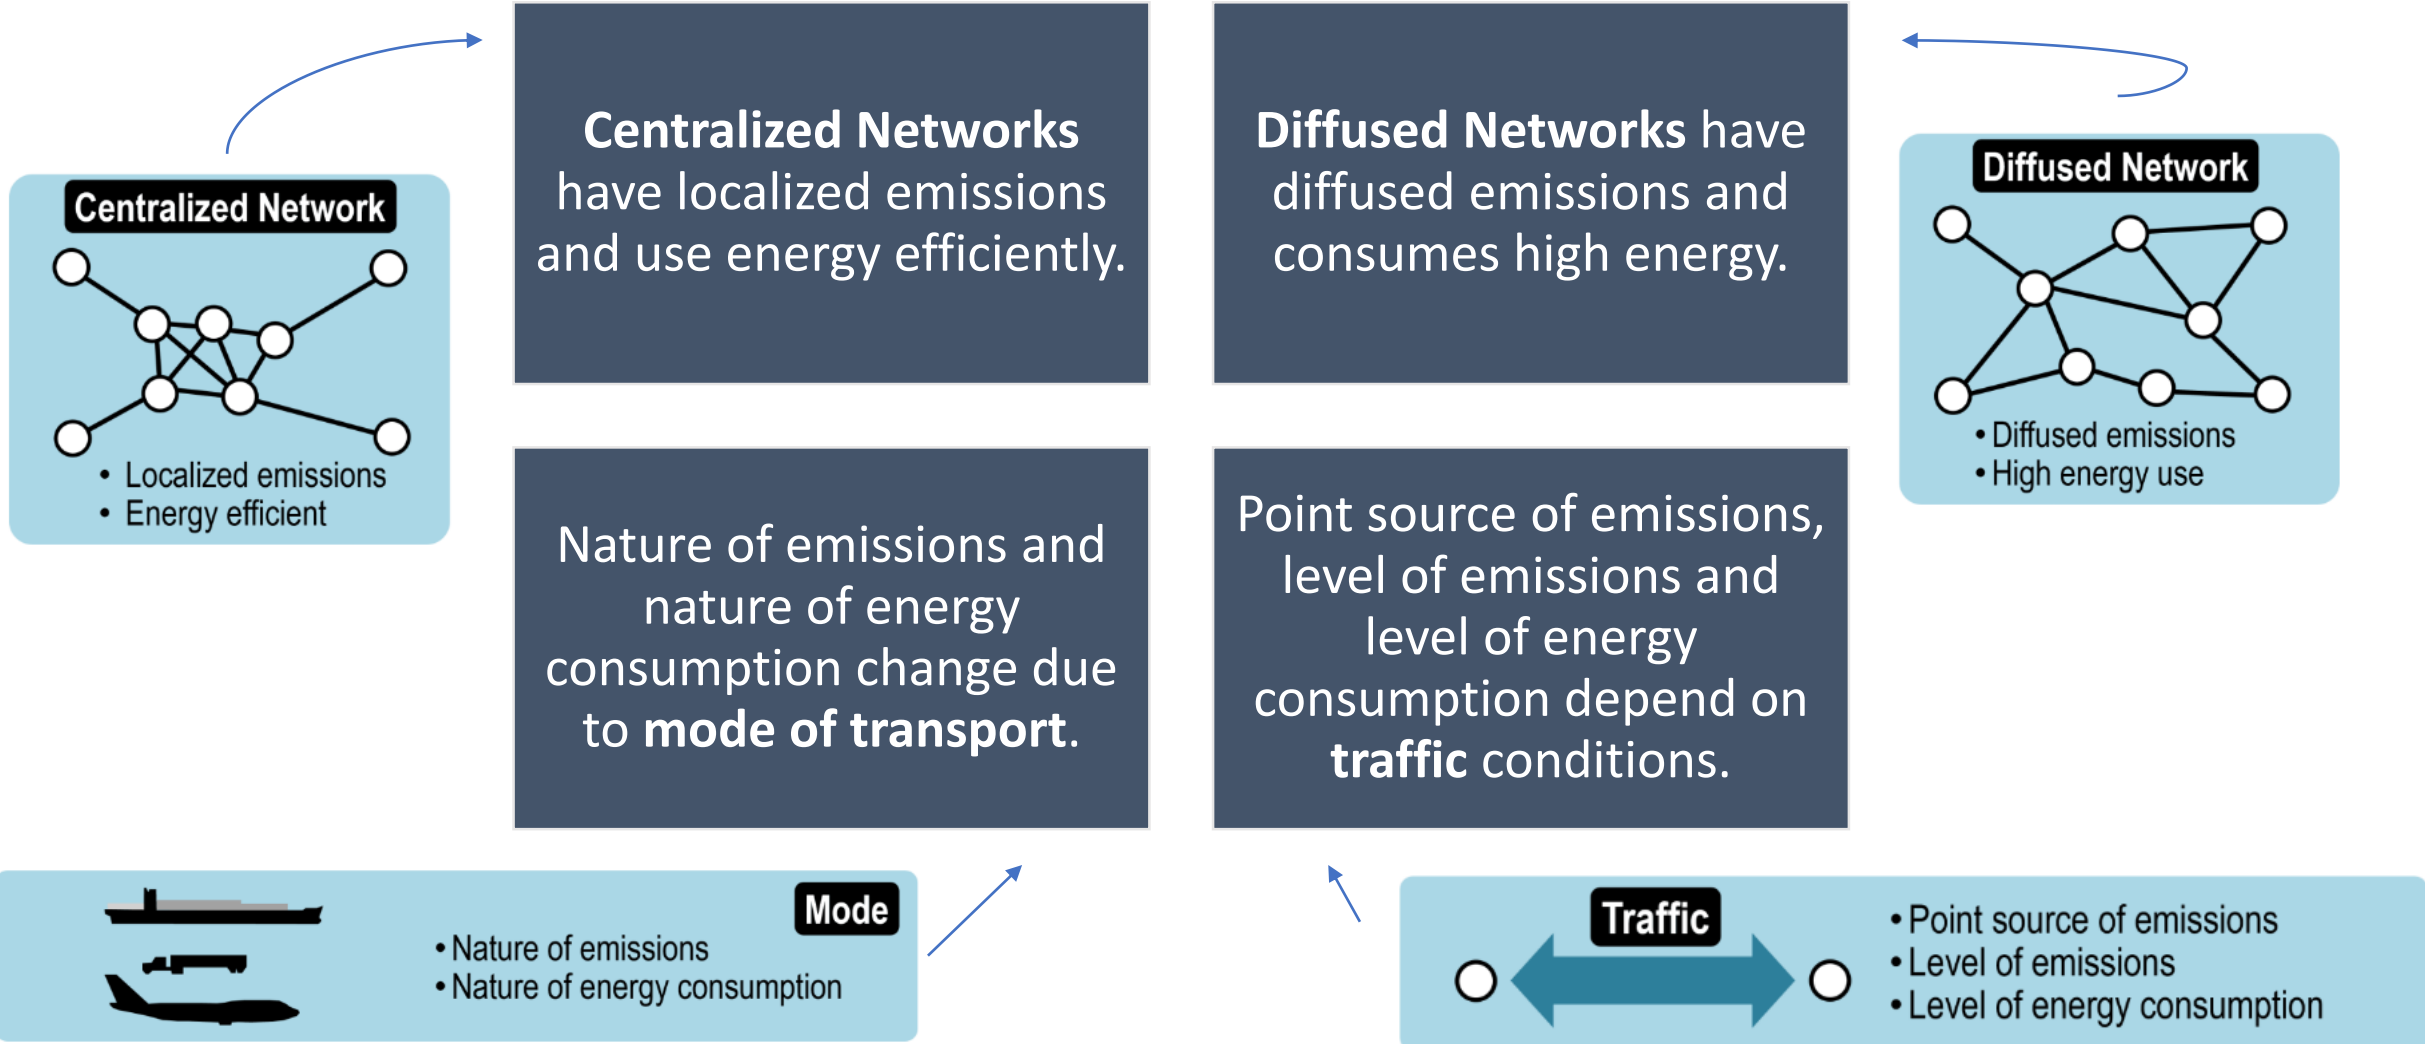 Centralized Networks
have localized emissions
and use energy efficiently.
Diffused Networks have
diffused emissions and
consumes high energy.
Centralized Network
• Localized emissions
• Energy efficient
Diffused Network
• Diffused emissions
• High energy use
Nature of emissions and
nature of energy
consumption change due
to mode of transport.
Point source of emissions,
level of emissions and
level of energy
consumption depend on
traffic conditions.
Mode
• Nature of emissions
• Nature of energy consumption
Traffic
• Point source of emissions
• Level of emissions
• Level of energy consumption